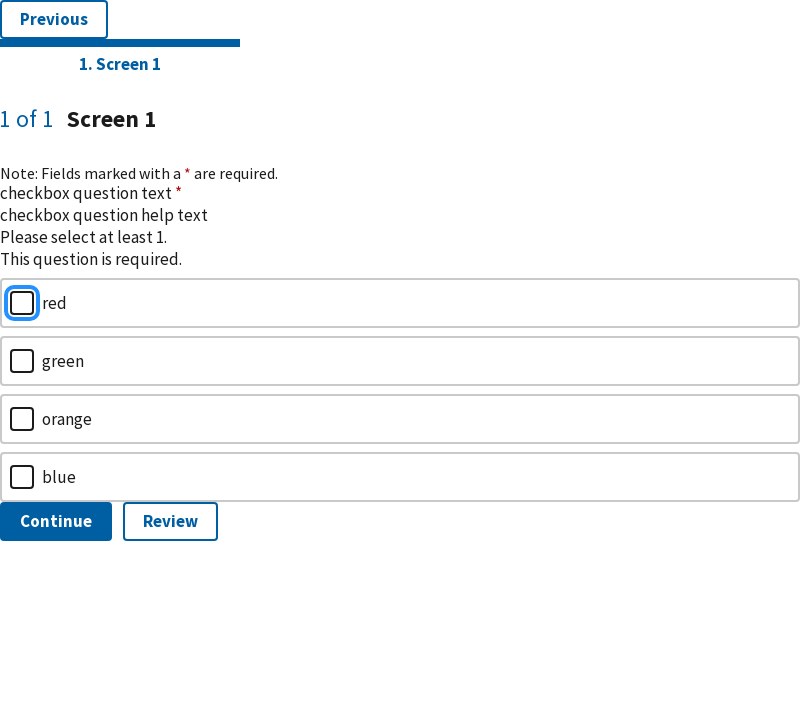 Previous
1. Screen 1
1 of 1 Screen 1
Note: Fields marked with a * are required.
checkbox question text *
checkbox question help text
Please select at least 1.
This question is required.
red
green
orange
blue
Continue Review